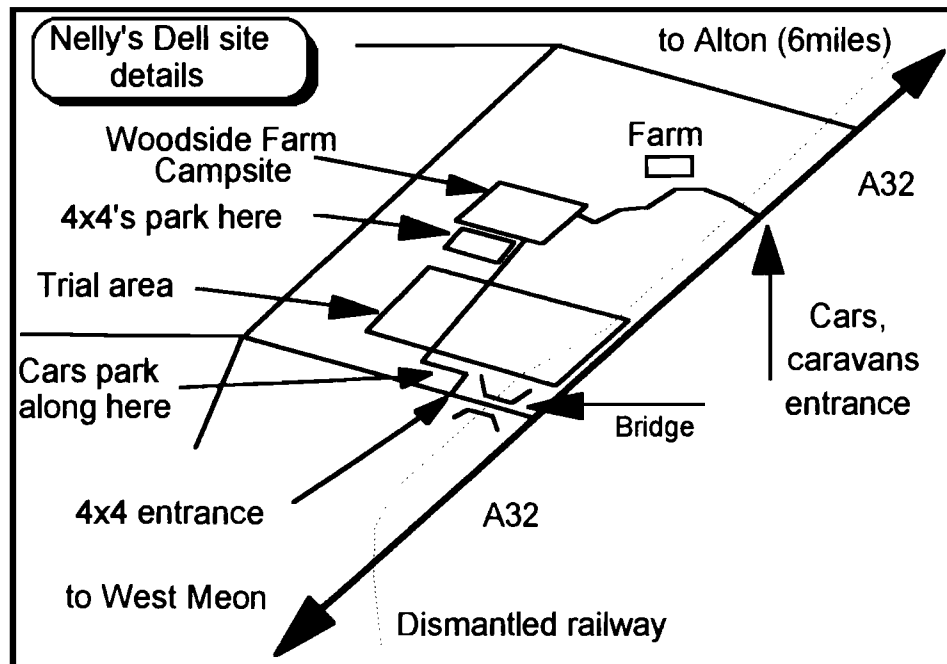 Nelly's Dell site
details
to Alton (6miles)
Woodside Farm
Campsite
Farm
A32
4x4's park here
Trial area
Cars,
caravans
entrance
Cars park
along here
Bridge
4x4 entrance
A32
to West Meon
Dismantled railway